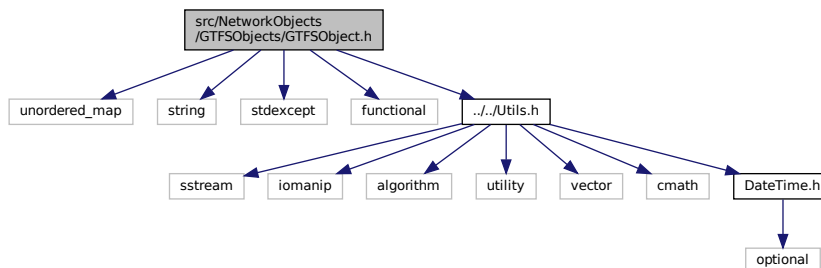 src/NetworkObjects
/GTFSObjects/GTFSObject.h
unordered_map
string
stdexcept
functional
../../Utils.h
sstream
iomanip
algorithm
utility
vector
cmath
DateTime.h
optional